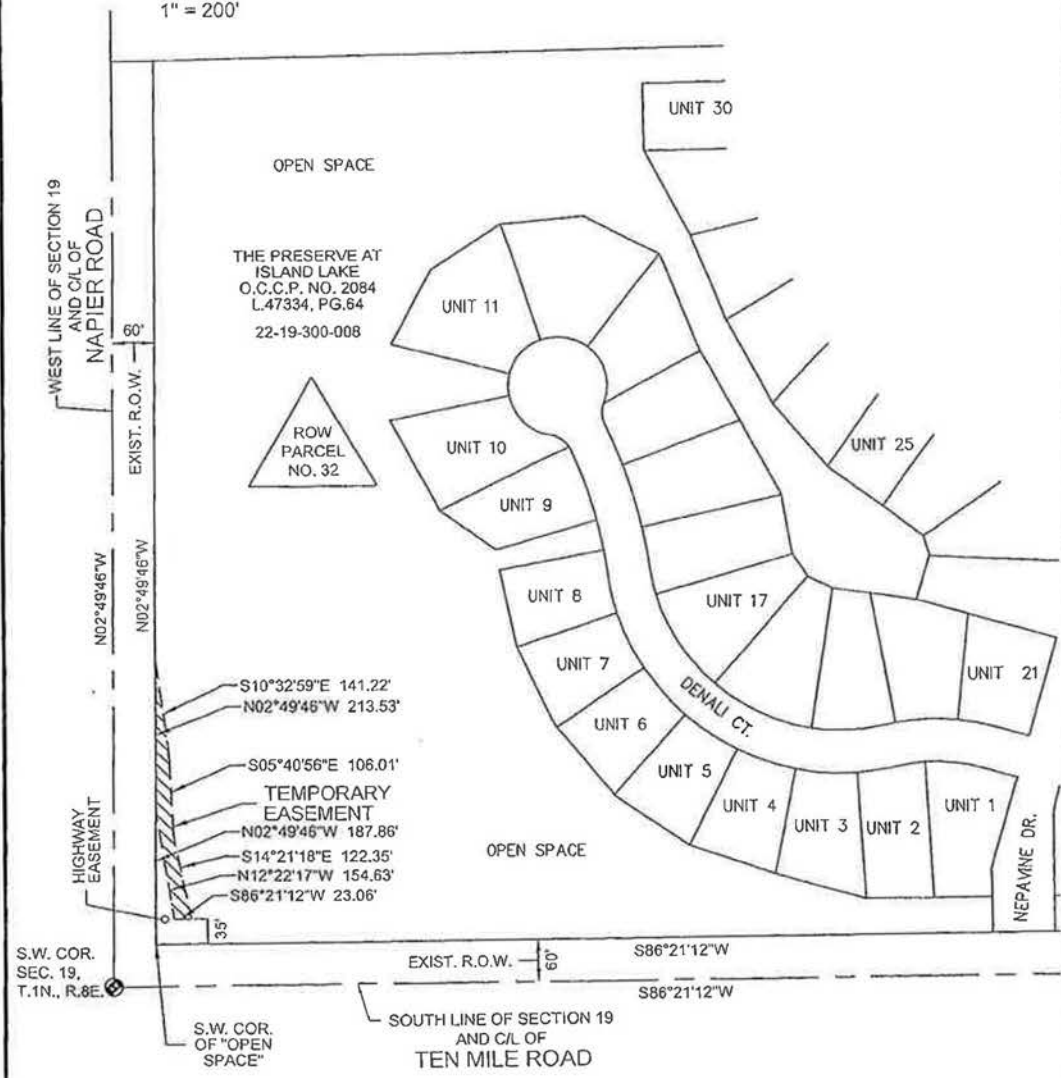 1" = 200'
WEST LINE OF SECTION 19
AND C/L OF
NAPIER ROAD
60'
EXIST. R.O.W.
N02°49'46"W
N02°49'46"W
OPEN SPACE
THE PRESERVE AT
ISLAND LAKE
O.C.C.P. NO. 2084
L.47334, PG.64
22-19-300-008
ROW
PARCEL
NO. 32
UNIT 30
UNIT 11
UNIT 10
UNIT 9
UNIT 25
UNIT 8
UNIT 17
UNIT 7
UNIT 21
UNIT 6
DENALI CT.
UNIT 5
UNIT 4
UNIT 3
UNIT 2
UNIT 1
NEPAVINE DR.
S10°32'59"E 141.22'
N02°49'46"W 213.53'
S05°40'56"E 106.01'
TEMPORARY
EASEMENT
N02°49'46"W 187.86'
S14°21'18"E 122.35'
N12°22'17"W 154.63'
S86°21'12"W 23.06'
HIGHWAY
EASEMENT
OPEN SPACE
35'
S.W. COR.
SEC. 19,
T.1N., R.8E.
EXIST. R.O.W.
60'
S86°21'12"W
S86°21'12"W
S.W. COR.
OF "OPEN
SPACE"
SOUTH LINE OF SECTION 19
AND C/L OF
TEN MILE ROAD